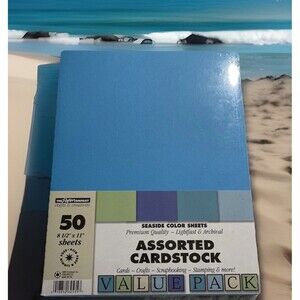 SEASIDE COLOR SHEETS
Premium Quality ~ Lightfast & Archival
50
8 1/2" x 11"
sheets
ASSORTED
CARDSTOCK
Cards ~ Crafts ~ Scrapbooking ~ Stamping & more!
VALUE PACK